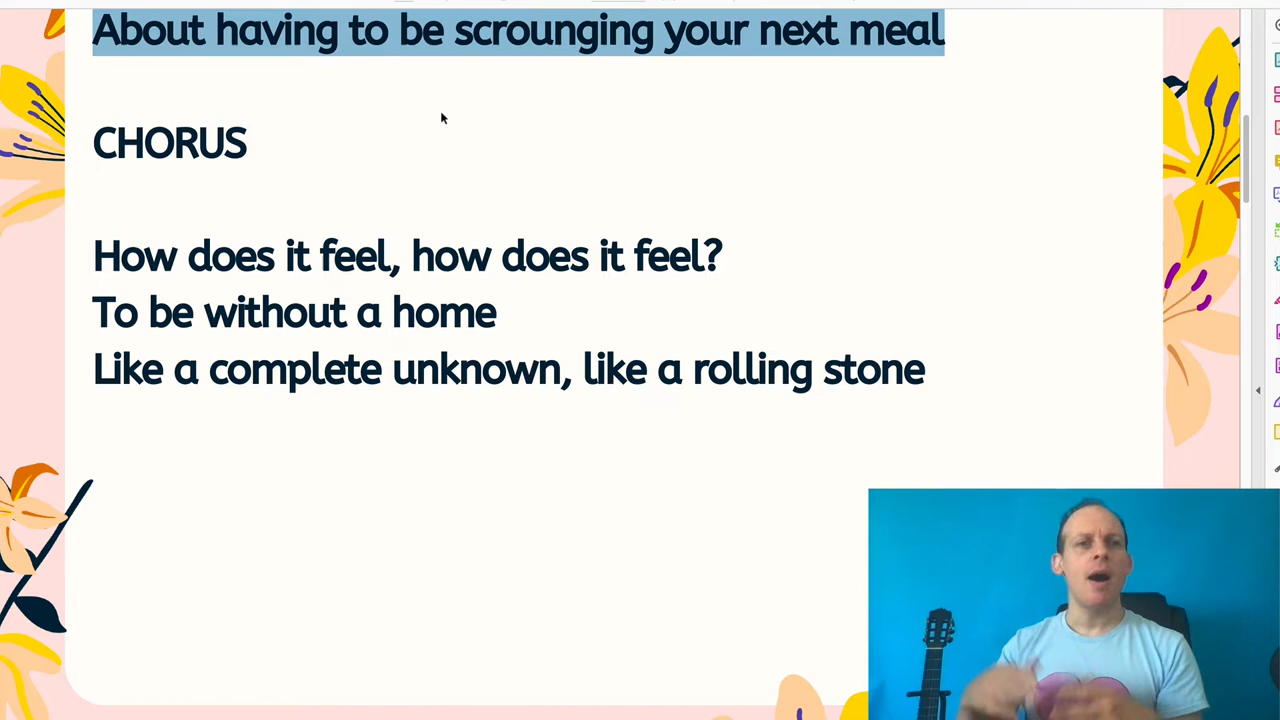 About having to be scrounging your next meal
CHORUS
How does it feel, how does it feel?
To be without a home
Like a complete unknown, like a rolling stone